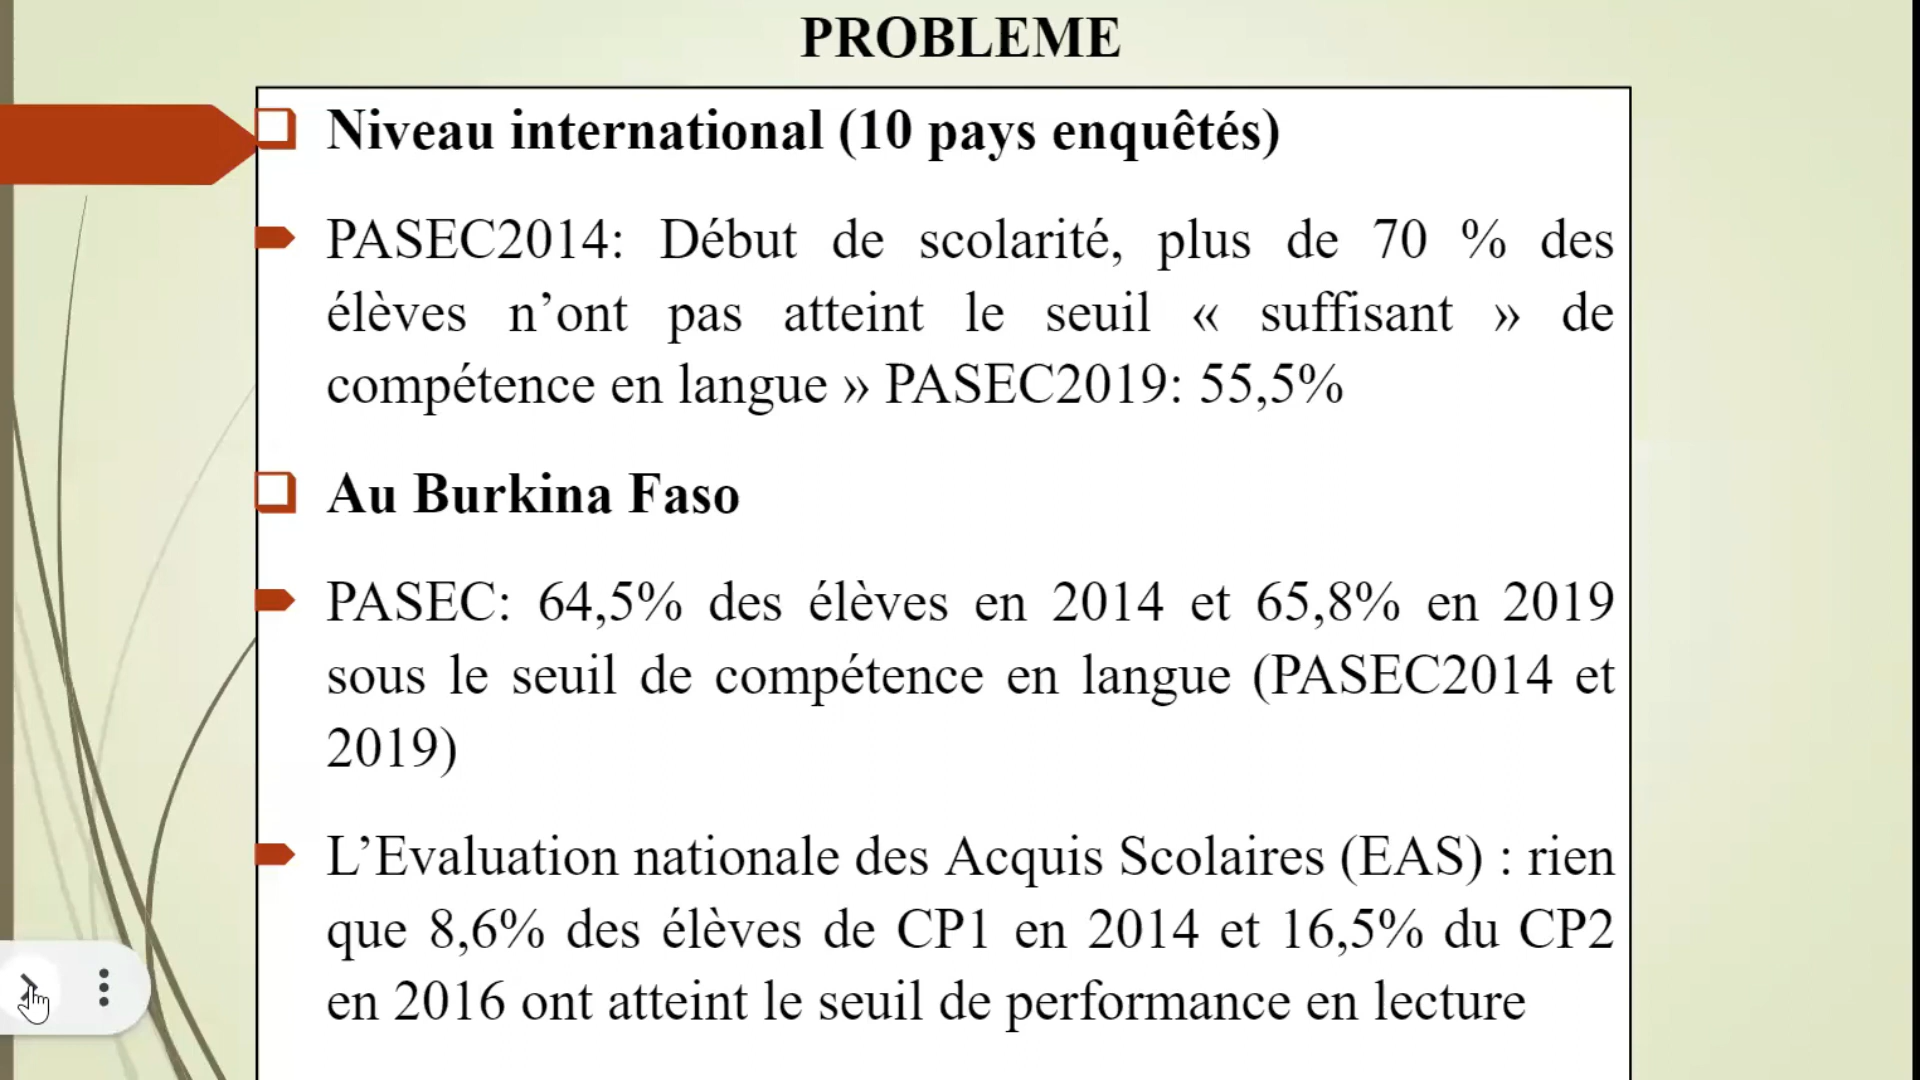 PROBLEME
Niveau international (10 pays enquêtés)
PASEC2014: Début de scolarité, plus de 70 % des
élèves n’ont pas atteint le seuil « suffisant » de
compétence en langue » PASEC2019: 55,5%
Au Burkina Faso
PASEC: 64,5% des élèves en 2014 et 65,8% en 2019
sous le seuil de compétence en langue (PASEC2014 et
2019)
L’Evaluation nationale des Acquis Scolaires (EAS) : rien
que 8,6% des élèves de CP1 en 2014 et 16,5% du CP2
en 2016 ont atteint le seuil de performance en lecture